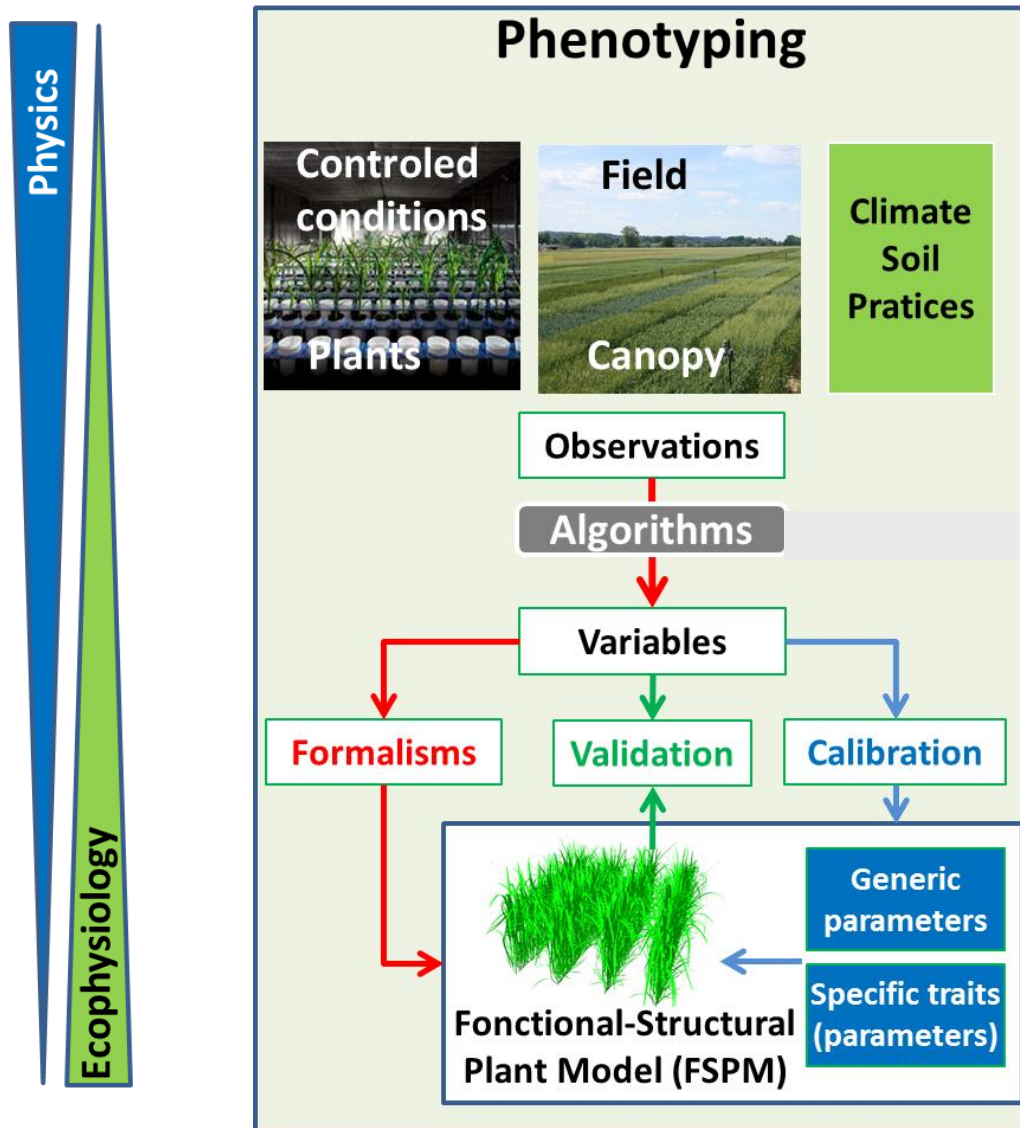 Physics
Ecophysiology
Phenotyping
Controled
conditions
Plants
Field
Canopy
Climate
Soil
Pratices
Observations
Algorithms
Variables
Formalisms
Validation
Calibration
Generic
parameters
Specific traits
(parameters)
Fonctional-Structural
Plant Model (FSPM)